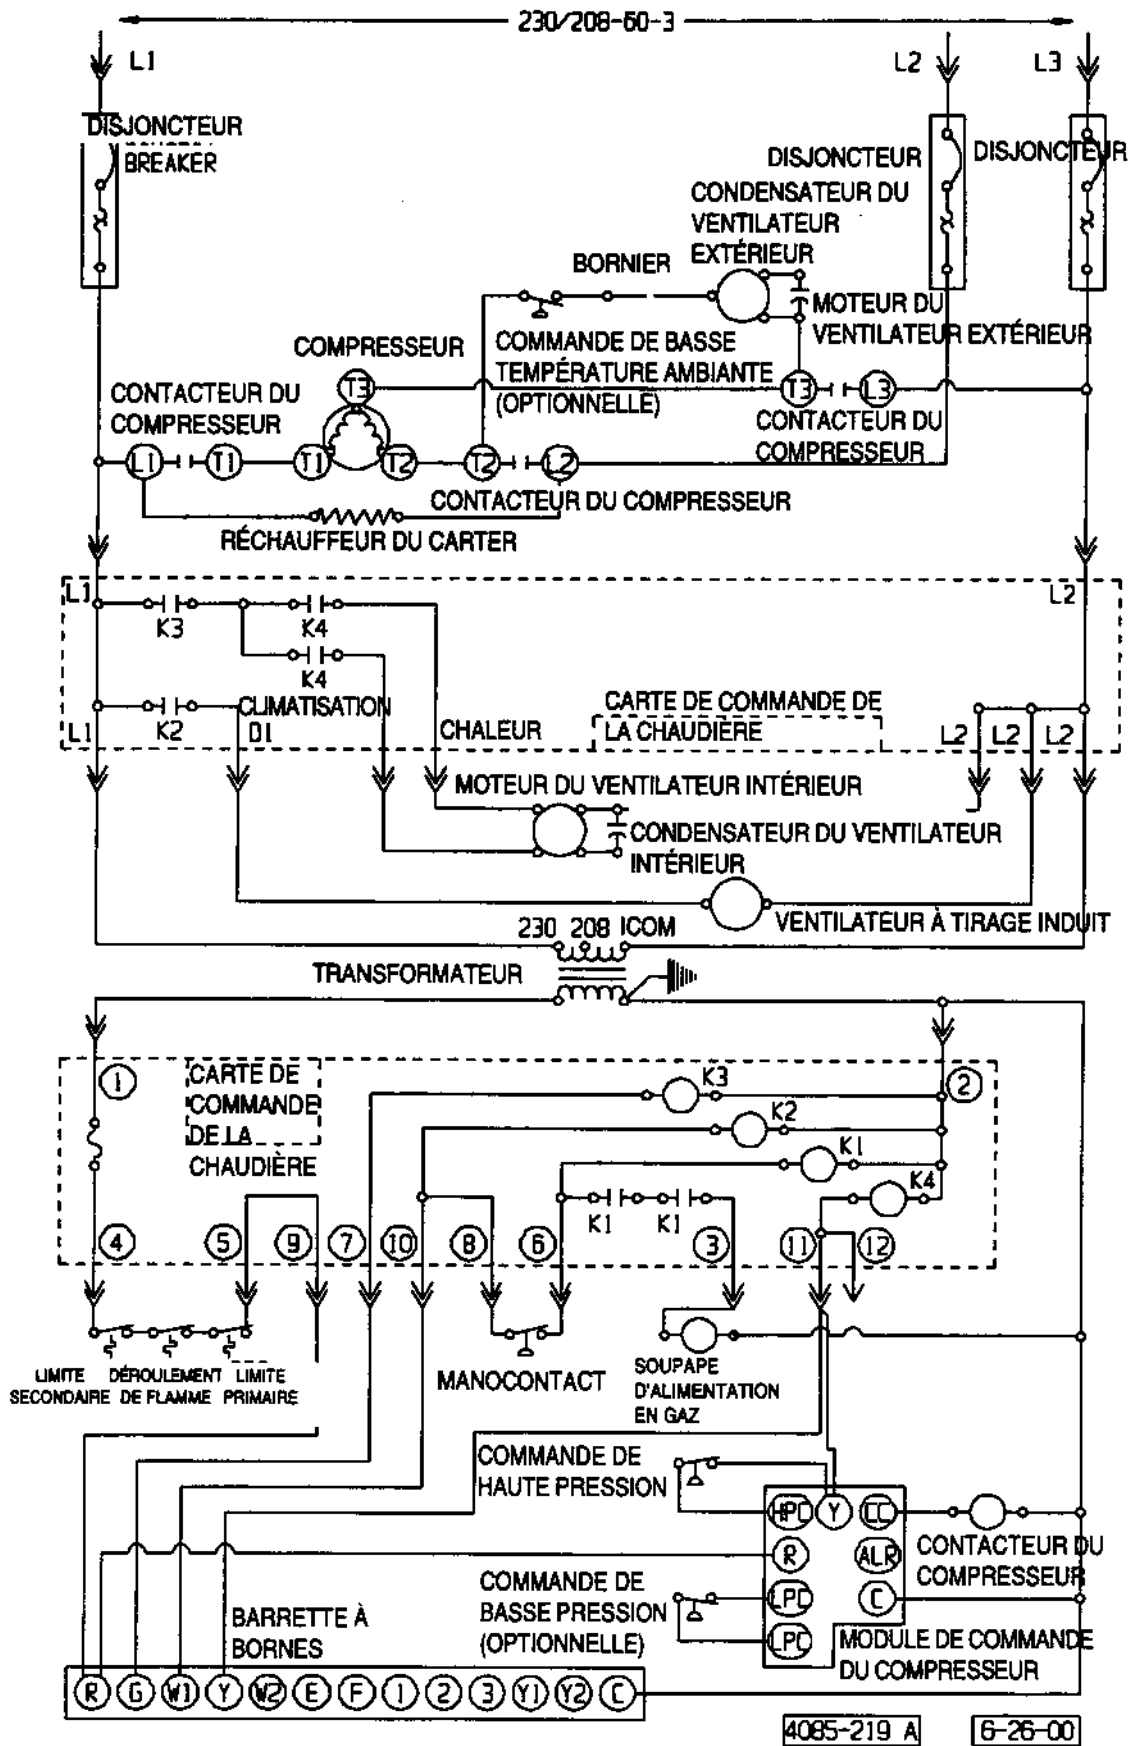 230/208-60-3
L1
L2
L3
DISJONCTEUR
BREAKER
DISJONCTEUR
DISJONCTEUR
CONDENSATEUR DU
VENTILATEUR
EXTÉRIEUR
BORNIER
MOTEUR DU
VENTILATEUR EXTÉRIEUR
COMMANDE DE BASSE
TEMPÉRATURE AMBIANTE
(OPTIONNELLE)
COMPRESSEUR
T3
T3
L3
CONTACTEUR DU
COMPRESSEUR
CONTACTEUR DU
COMPRESSEUR
L1
T1
T1
T2
T2
L2
CONTACTEUR DU COMPRESSEUR
RÉCHAUFFEUR DU CARTER
L1
L2
K3
K4
K4
CLIMATISATION
L1
K2
D1
CHALEUR
CARTE DE COMMANDE DE
LA CHAUDIÈRE
L2
L2
L2
MOTEUR DU VENTILATEUR INTÉRIEUR
CONDENSATEUR DU VENTILATEUR
INTÉRIEUR
VENTILATEUR À TIRAGE INDUIT
230 208 ICOM
TRANSFORMATEUR
1
CARTE DE
COMMANDE
DE LA
CHAUDIÈRE
K3
2
K2
K1
K4
K1
K1
4
5
9
7
10
8
6
3
11
12
LIMITE
SECONDAIRE
DÉROULEMENT
DE FLAMME
LIMITE
PRIMAIRE
MANOCONTACT
SOUPAPE
D'ALIMENTATION
EN GAZ
COMMANDE DE
HAUTE PRESSION
HPC
Y
CC
R
ALR
LPC
C
LPC
CONTACTEUR DU
COMPRESSEUR
COMMANDE DE
BASSE PRESSION
(OPTIONNELLE)
MODULE DE COMMANDE
DU COMPRESSEUR
BARRETTE À
BORNES
R G W1 Y W2 E F 1 2 3 Y1 Y2 C
4085-219 A
6-26-00